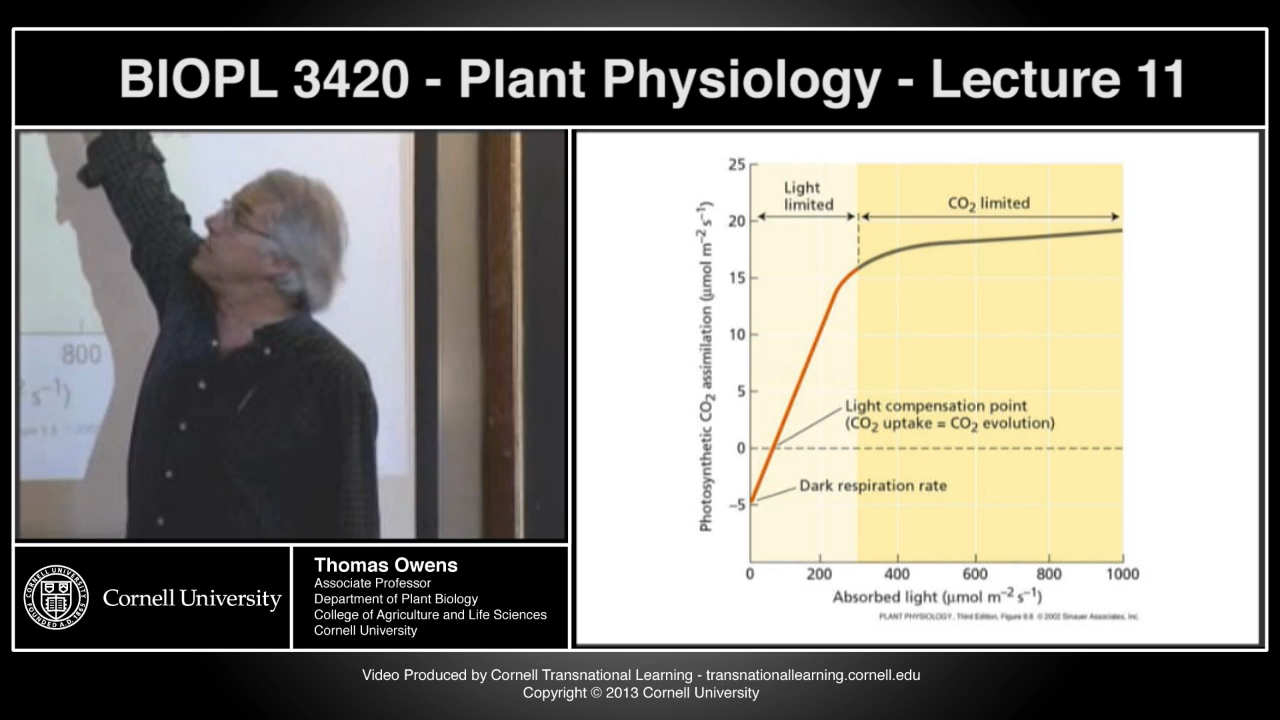 BIOPL 3420 - Plant Physiology - Lecture 11
800
s⁻¹)
25
20
15
10
5
0
–5
Photosynthetic CO₂ assimilation (μmol m⁻² s⁻¹)
Light
limited
CO₂ limited
Light compensation point
(CO₂ uptake = CO₂ evolution)
Dark respiration rate
0 200 400 600 800 1000
Absorbed light (μmol m⁻² s⁻¹)
PLANT PHYSIOLOGY, Third Edition, Figure 9.8 © 2002 Sinauer Associates, Inc.
Cornell University
Thomas Owens
Associate Professor
Department of Plant Biology
College of Agriculture and Life Sciences
Cornell University
Video Produced by Cornell Transnational Learning - transnationallearning.cornell.edu
Copyright © 2013 Cornell University